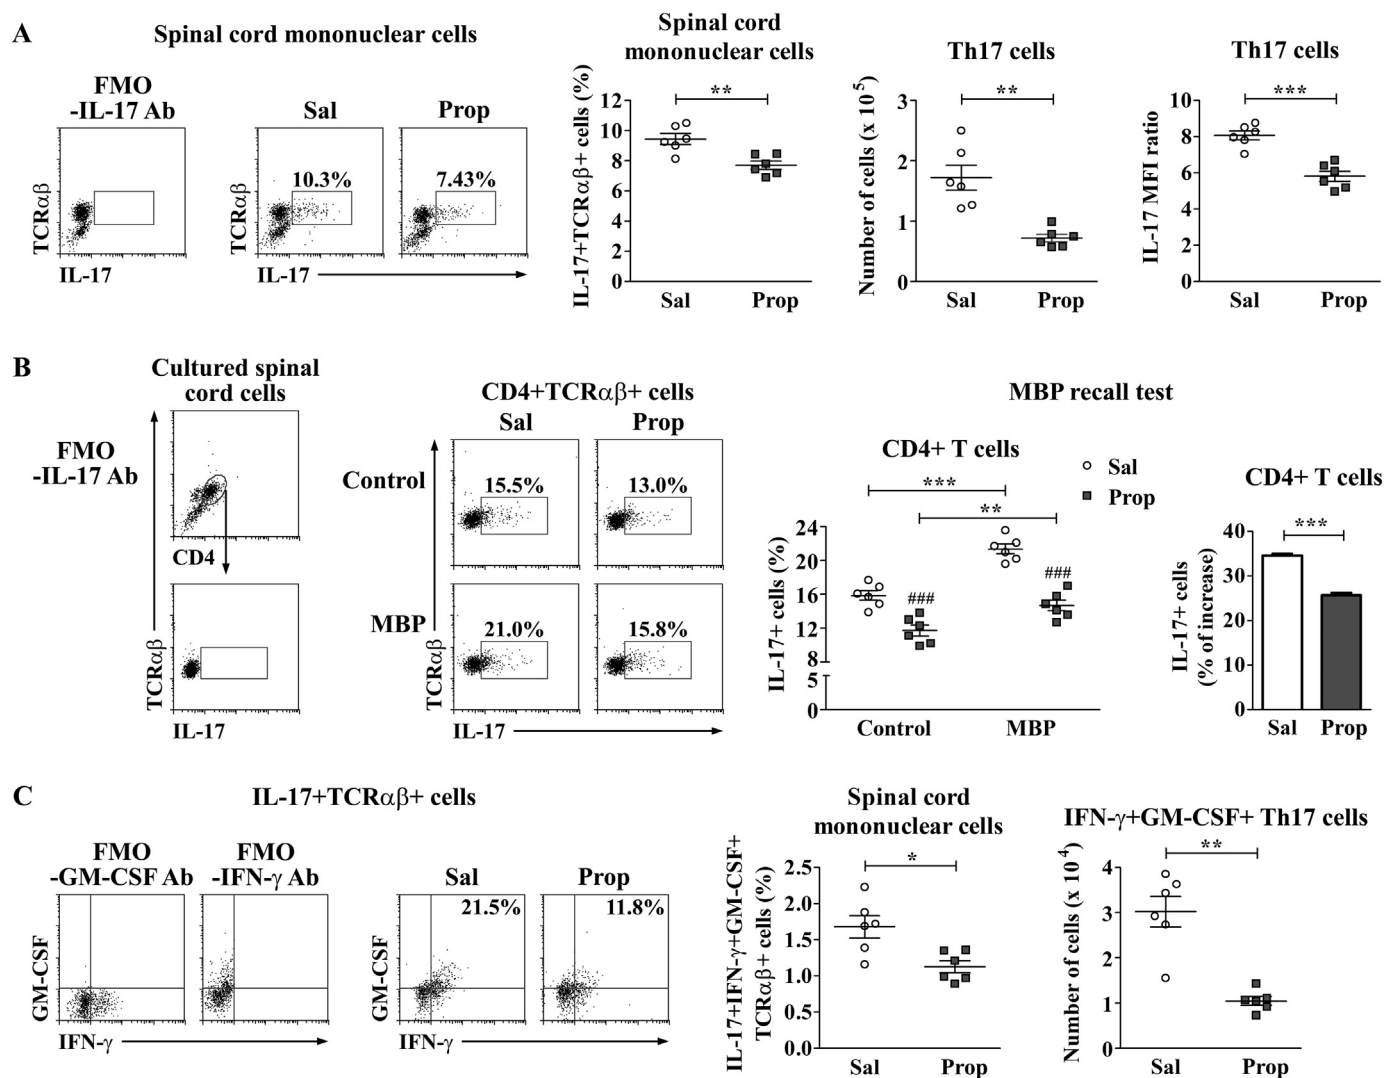 A
Spinal cord mononuclear cells
FMO
-IL-17 Ab
Sal
Prop
10.3%
7.43%
TCRαβ
TCRαβ
IL-17
IL-17
Spinal cord
mononuclear cells
**
IL-17+TCRαβ+ cells (%)
12
10
8
6
4
2
0
Sal
Prop
Th17 cells
**
Number of cells (x 10^5)
3
2
1
0
Sal
Prop
Th17 cells
***
IL-17 MFI ratio
10
8
6
4
2
0
Sal
Prop
B
Cultured spinal
cord cells
FMO
-IL-17 Ab
CD4
TCRαβ
IL-17
CD4+TCRαβ+ cells
Sal
Prop
Control
15.5%
13.0%
MBP
21.0%
15.8%
TCRαβ
IL-17
MBP recall test
CD4+ T cells
Sal
Prop
***
**
###
###
IL-17+ cells (%)
24
20
16
12
8
5
0
Control
MBP
CD4+ T cells
***
IL-17+ cells
(% of increase)
40
30
20
10
0
Sal
Prop
C
IL-17+TCRαβ+ cells
FMO
-GM-CSF Ab
FMO
-IFN-γ Ab
Sal
Prop
21.5%
11.8%
GM-CSF
GM-CSF
IFN-γ
IFN-γ
Spinal cord
mononuclear cells
*
IL-17+IFN-γ+GM-CSF+
TCRαβ+ cells (%)
2.5
2.0
1.5
1.0
0.5
0.0
Sal
Prop
IFN-γ+GM-CSF+ Th17 cells
**
Number of cells (x 10^4)
4
3
2
1
0
Sal
Prop